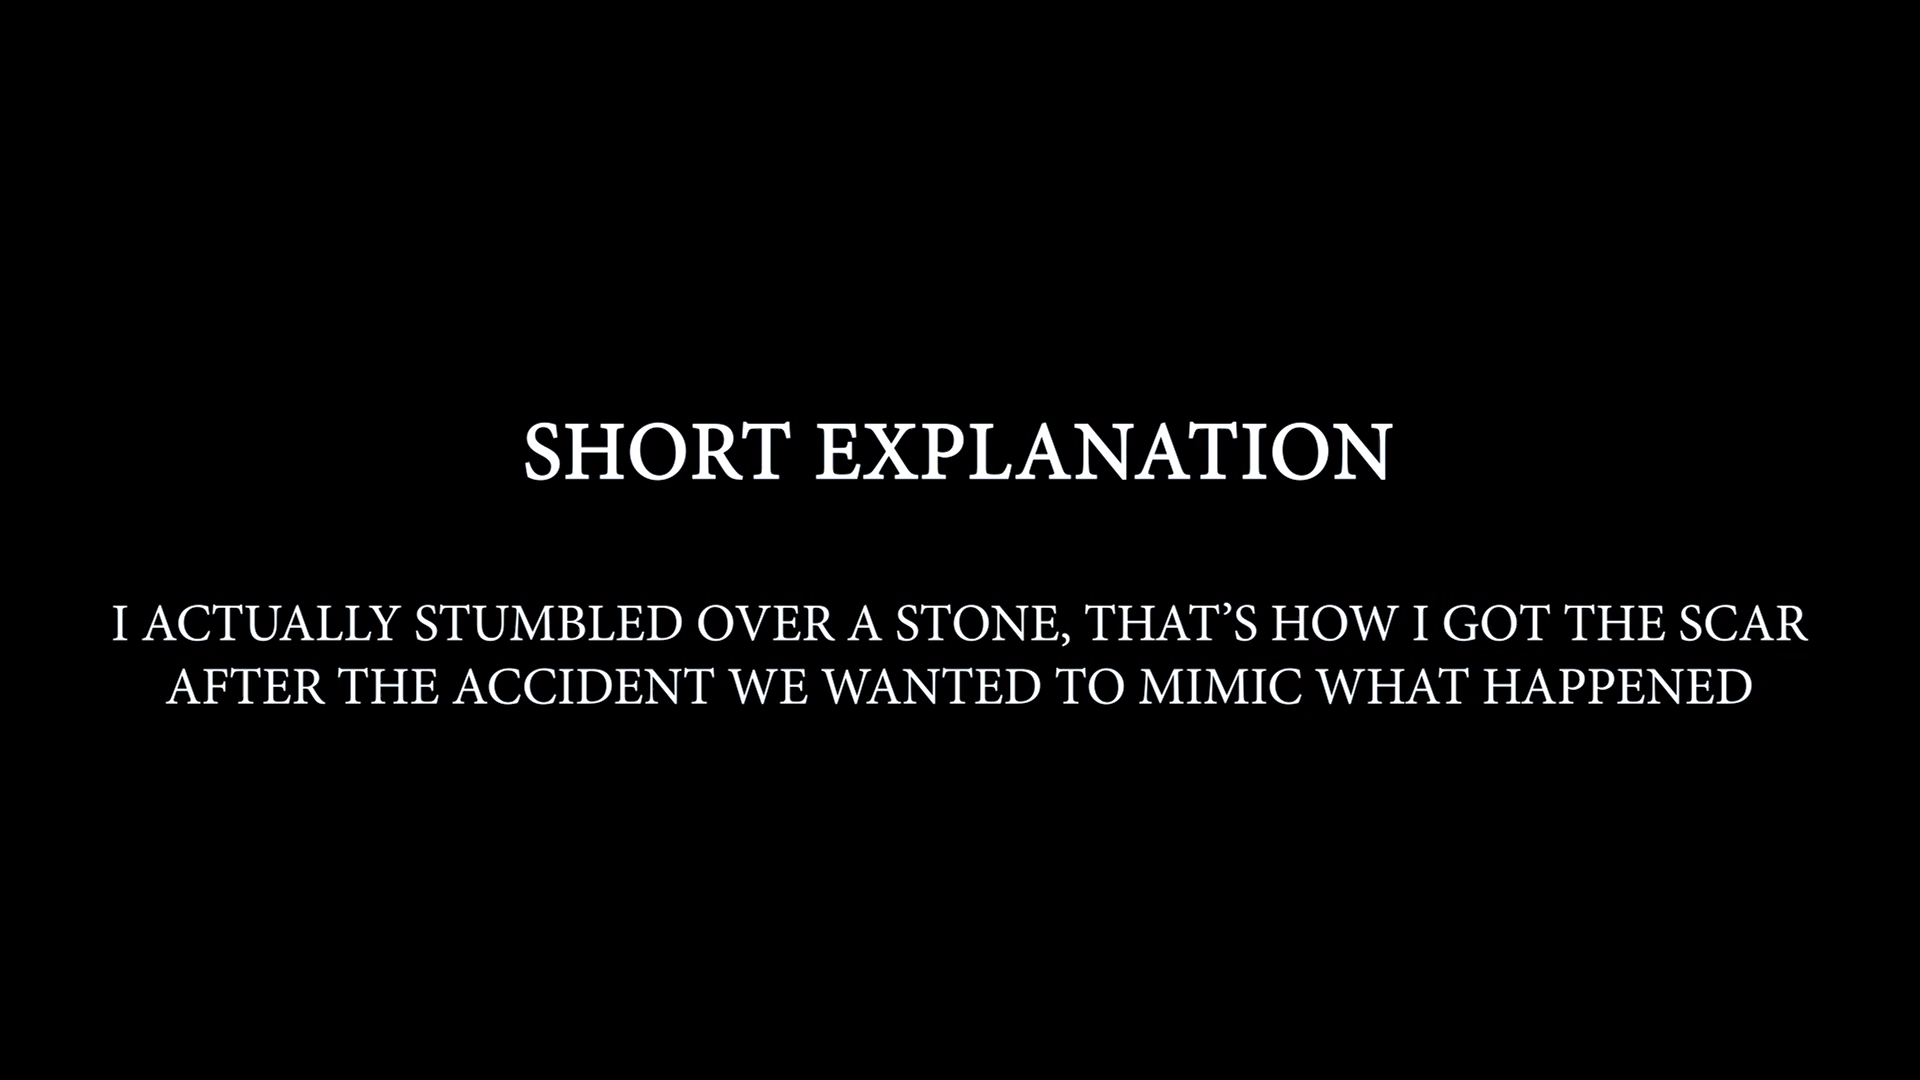 SHORT EXPLANATION
I ACTUALLY STUMBLED OVER A STONE, THAT’S HOW I GOT THE SCAR
AFTER THE ACCIDENT WE WANTED TO MIMIC WHAT HAPPENED